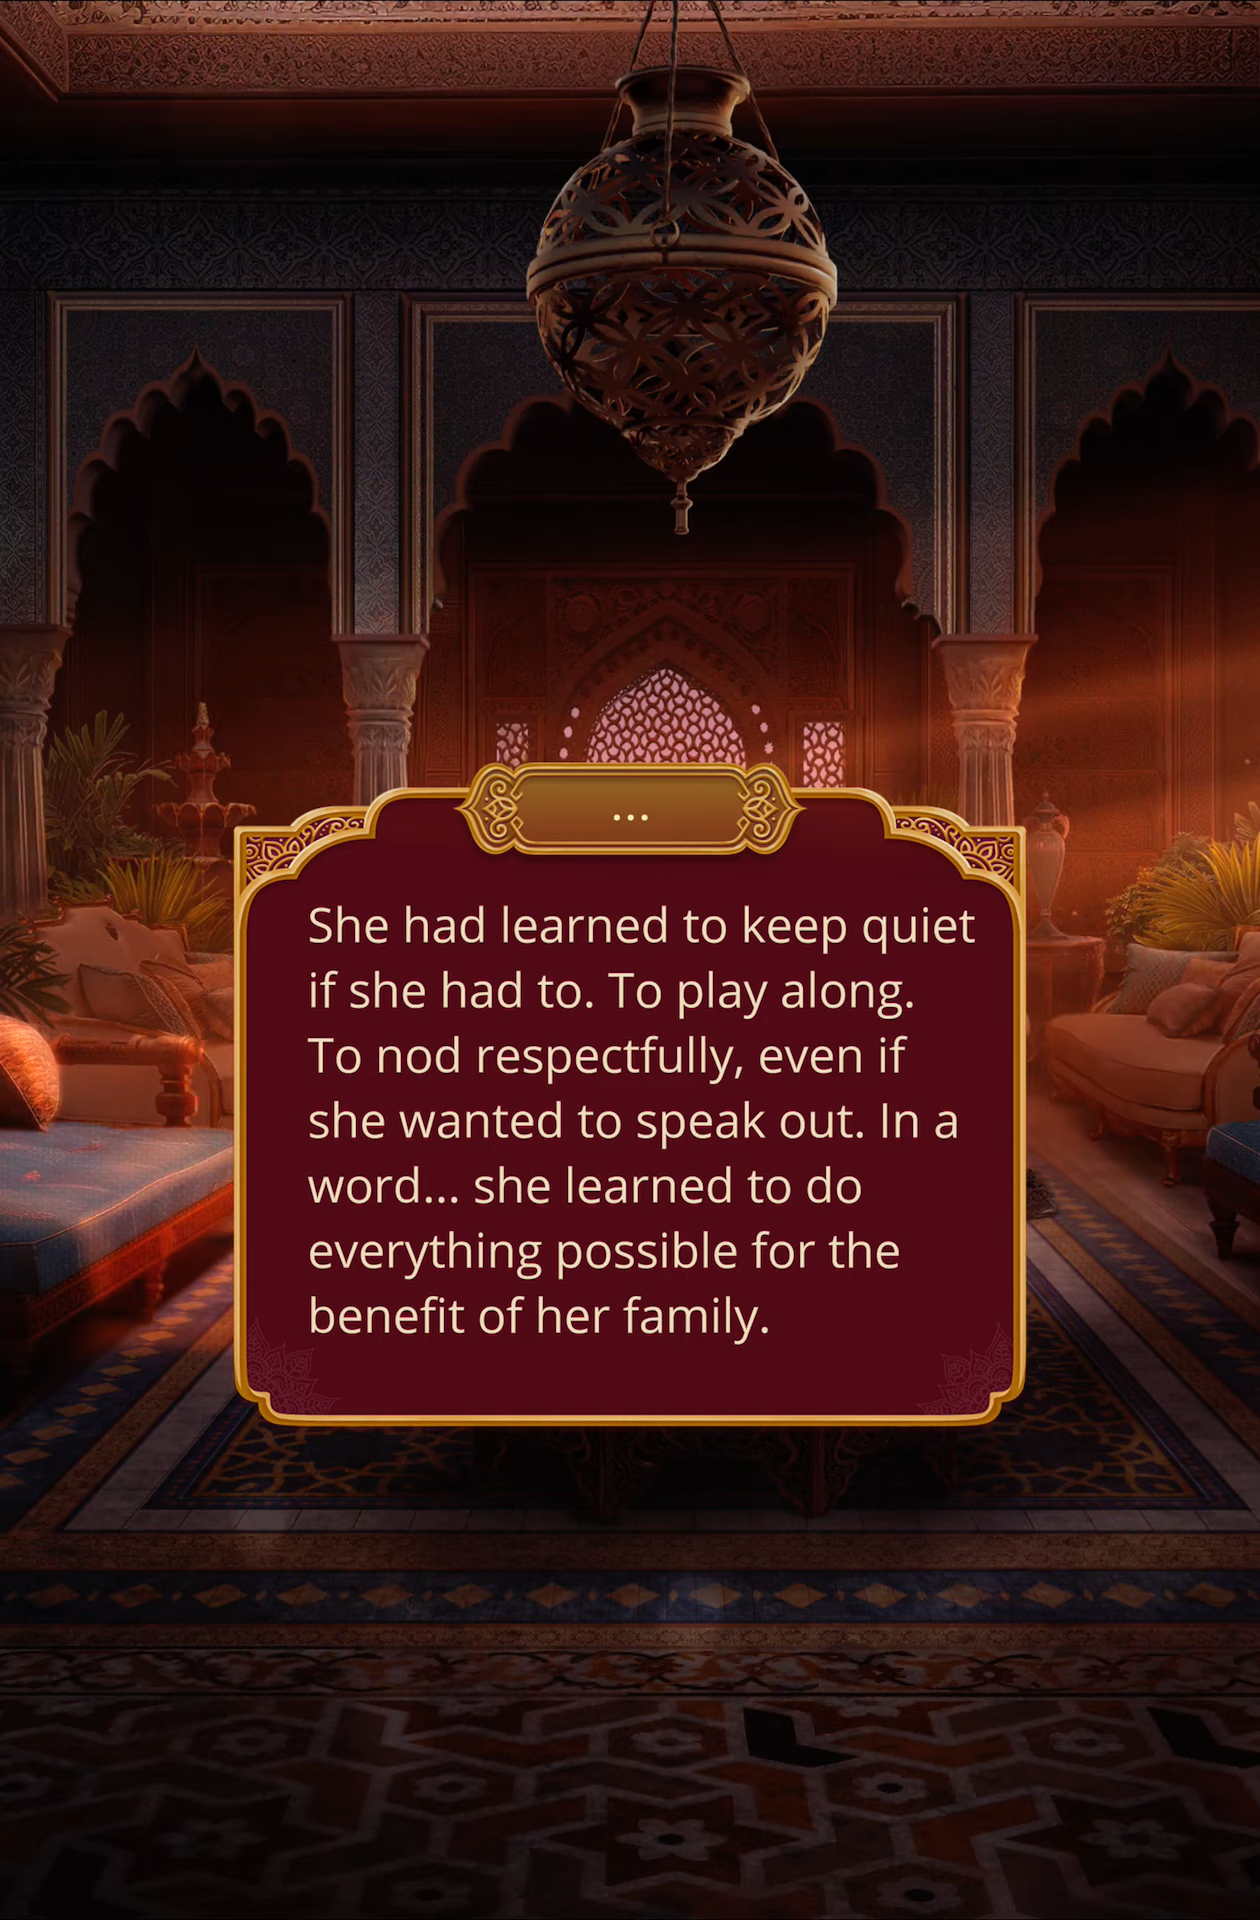 ...
She had learned to keep quiet
if she had to. To play along.
To nod respectfully, even if
she wanted to speak out. In a
word... she learned to do
everything possible for the
benefit of her family.